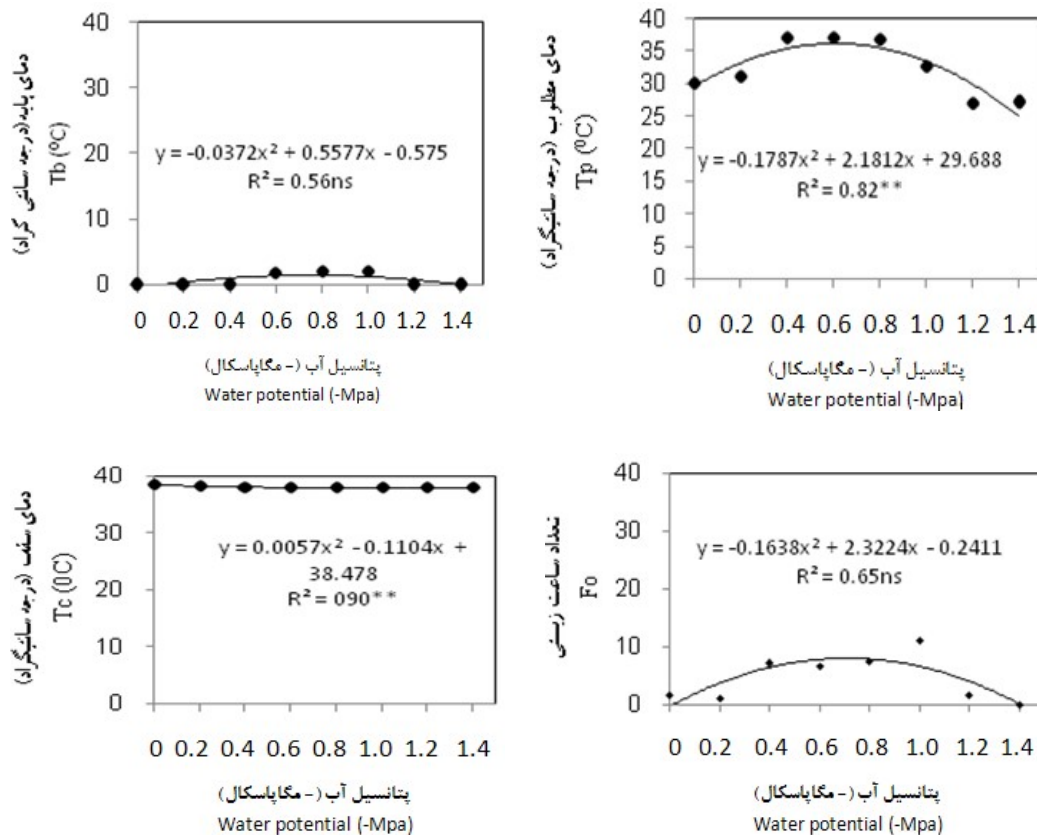 دمای پایه(درجه سانتی گراد)
Tb (⁰C)
40
30
20
10
0
y = -0.0372x² + 0.5577x - 0.575
R² = 0.56ns
0 0.2 0.4 0.6 0.8 1.0 1.2 1.4
پتانسیل آب (- مگاپاسکال)
Water potential (-Mpa)
دمای مطلوب (درجه سانتیگراد)
Tp (⁰C)
40
35
30
25
20
15
10
5
0
y = -0.1787x² + 2.1812x + 29.688
R² = 0.82**
0 0.2 0.4 0.6 0.8 1.0 1.2 1.4
پتانسیل آب (- مگاپاسکال)
Water potential (-Mpa)
دمای سقف (درجه سانتیگراد)
Tc (0C)
40
30
20
10
0
y = 0.0057x² - 0.1104x +
38.478
R² = 090**
0 0.2 0.4 0.6 0.8 1.0 1.2 1.4
پتانسیل آب (- مگاپاسکال)
Water potential (-Mpa)
تعداد ساعت زیستی
Fo
40
30
20
10
0
y = -0.1638x² + 2.3224x - 0.2411
R² = 0.65ns
0 0.2 0.4 0.6 0.8 1.0 1.2 1.4
پتانسیل آب (- مگاپاسکال)
Water potential (-Mpa)